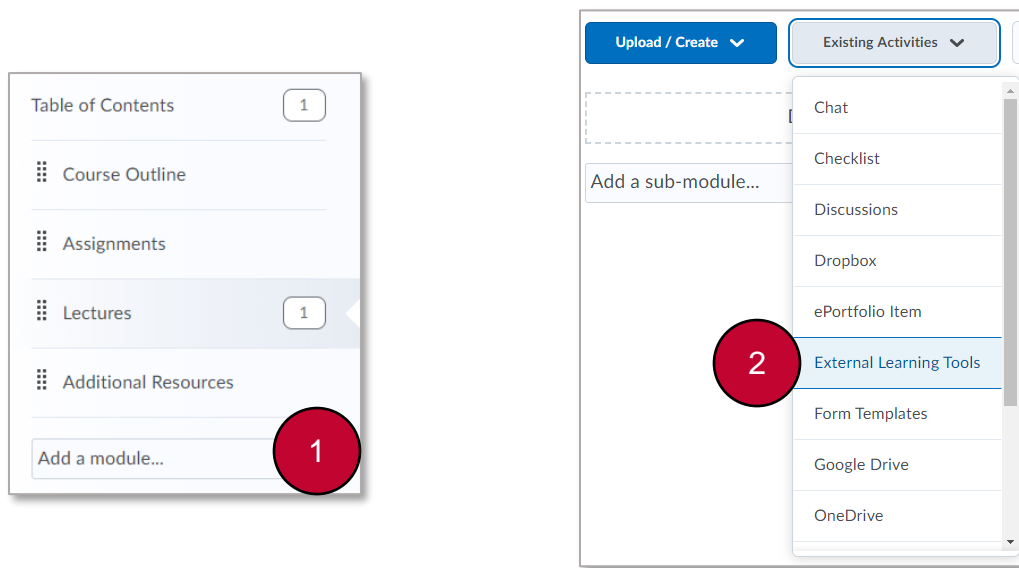 Table of Contents 1
Course Outline
Assignments
Lectures 1
Additional Resources
Add a module...
1
Upload / Create Existing Activities
Add a sub-module...
Chat
Checklist
Discussions
Dropbox
ePortfolio Item
2
External Learning Tools
Form Templates
Google Drive
OneDrive